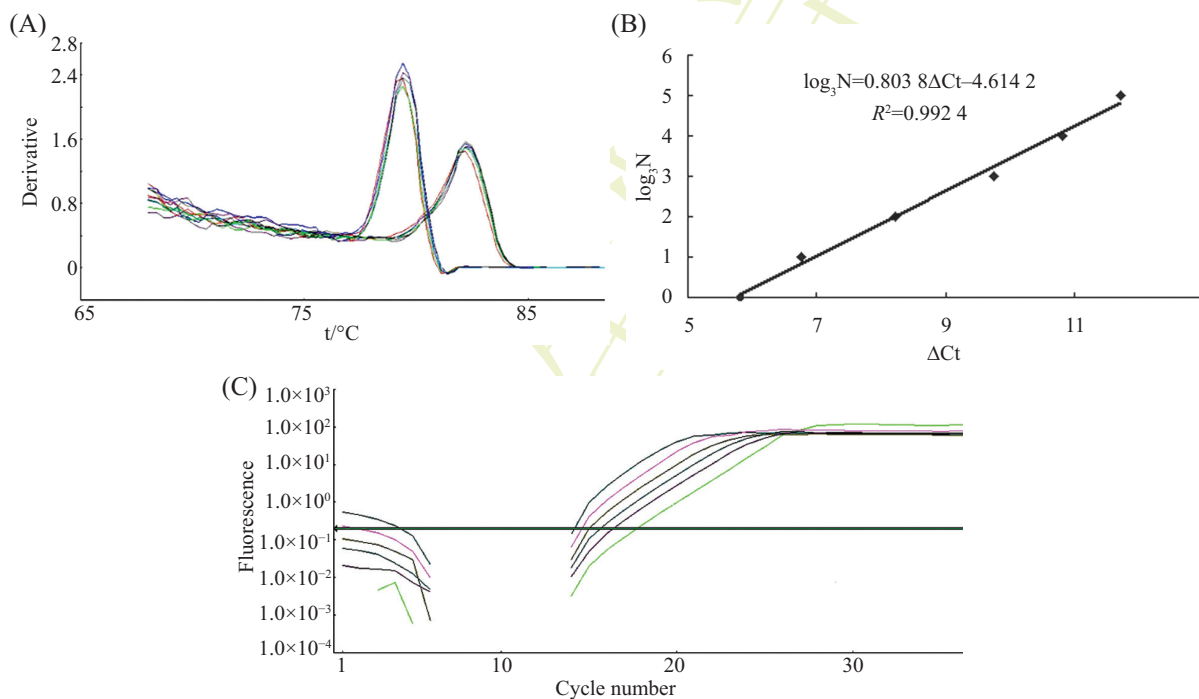 (A)
2.8
2.4
1.6
0.8
0
Derivative
65
75
85
t/°C
(B)
6
5
4
3
2
1
0
log₃N
log₃N=0.803 8ΔCt–4.614 2
R²=0.992 4
5
7
9
11
ΔCt
(C)
1.0×10³
1.0×10²
1.0×10¹
1.0×10⁰
1.0×10⁻¹
1.0×10⁻²
1.0×10⁻³
1.0×10⁻⁴
Fluorescence
1
10
20
30
Cycle number